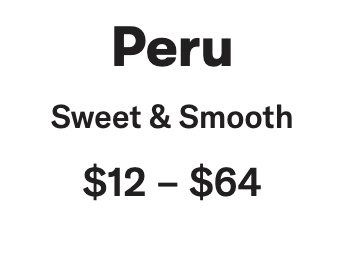 Peru
Sweet & Smooth
$12 – $64